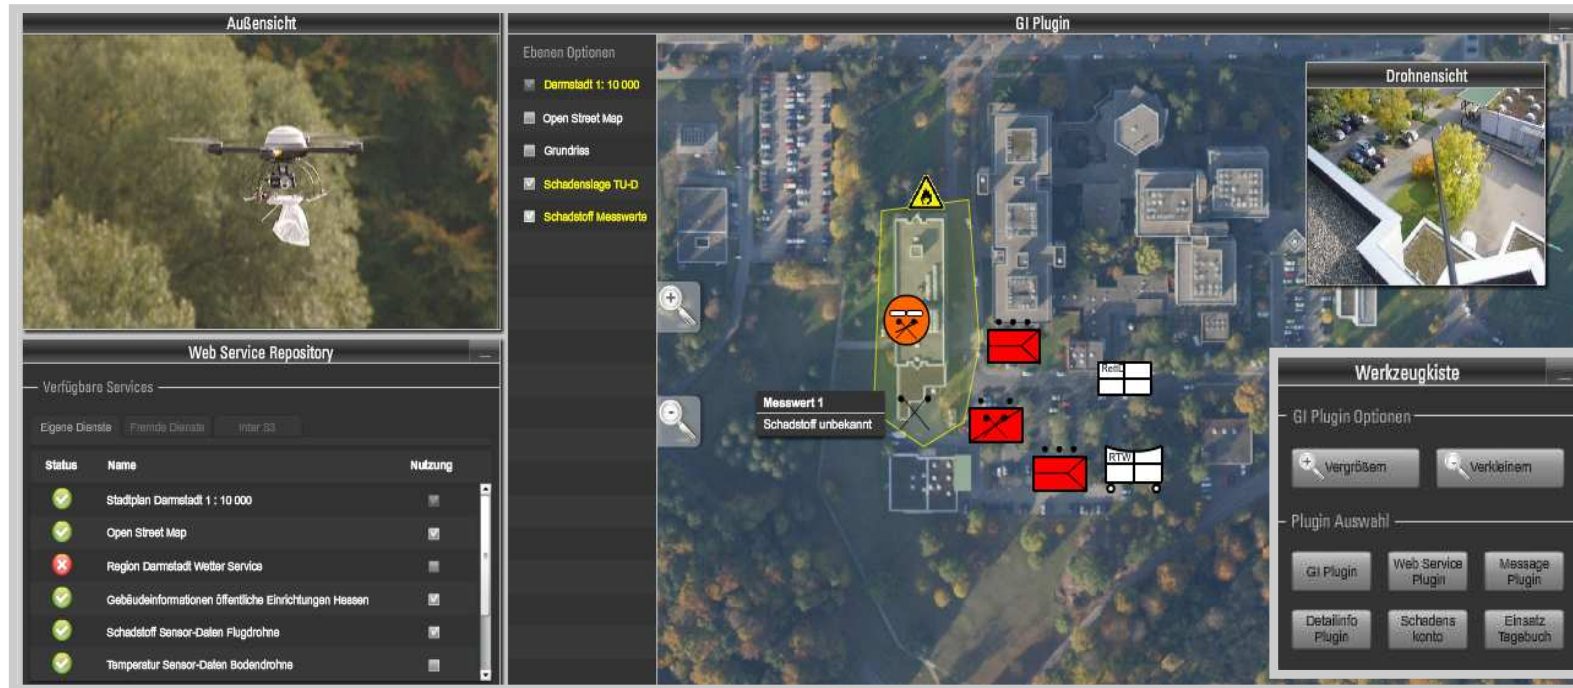 Außensicht
GI Plugin
Ebenen Optionen
Darmstadt 1: 10 000
Open Street Map
Grundriss
Schadenslage TU-D
Schadstoff Messwerte
Drohnensicht
Messwert 1
Schadstoff unbekannt
RettD
RTW
Web Service Repository
Verfügbare Services
Eigene Dienste
Fremde Dienste
Inter S3
Status
Name
Nutzung
Stadtplan Darmstadt 1 : 10 000
Open Street Map
Region Darmstadt Wetter Service
Gebäudeinformationen öffentliche Einrichtungen Hessen
Schadstoff Sensor-Daten Flugdrohne
Temperatur Sensor-Daten Bodendrohne
Werkzeugkiste
GI Plugin Optionen
Vergrößern
Verkleinern
Plugin Auswahl
GI Plugin
Web Service
Plugin
Message
Plugin
Detailinfo
Plugin
Schadens
konto
Einsatz
Tagebuch